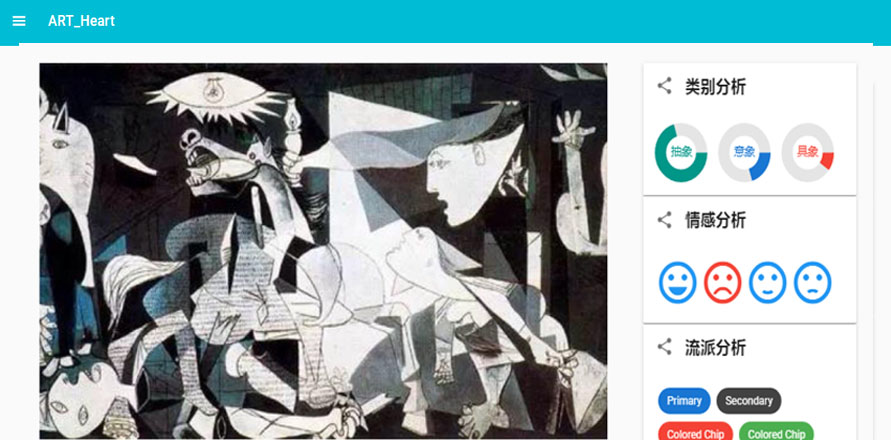 ART_Heart
类别分析
抽象
意象
具象
情感分析
流派分析
Primary
Secondary
Colored Chip
Colored Chip